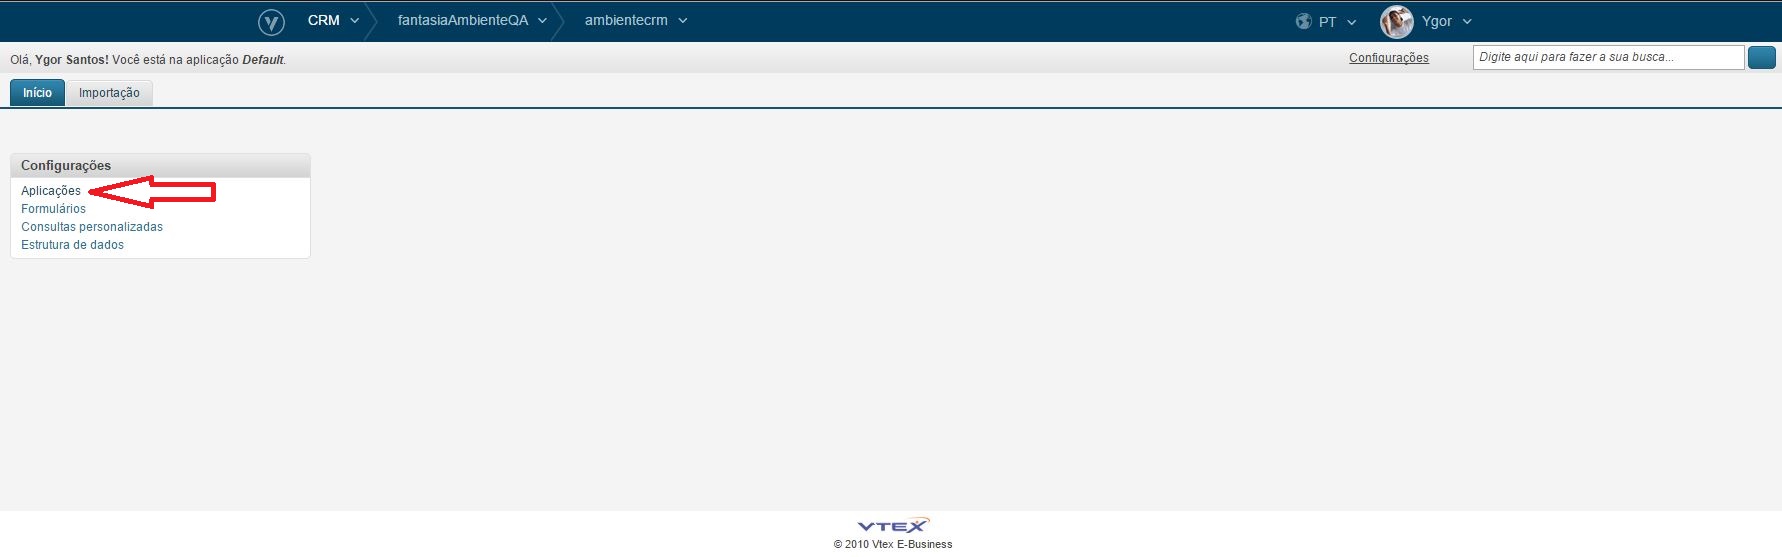 CRM fantasiaAmbienteQA ambientecrm PT Ygor
Olá, Ygor Santos! Você está na aplicação Default. Configurações Digite aqui para fazer a sua busca...
Início Importação
Configurações
Aplicações
Formulários
Consultas personalizadas
Estrutura de dados
VTEX
© 2010 Vtex E-Business